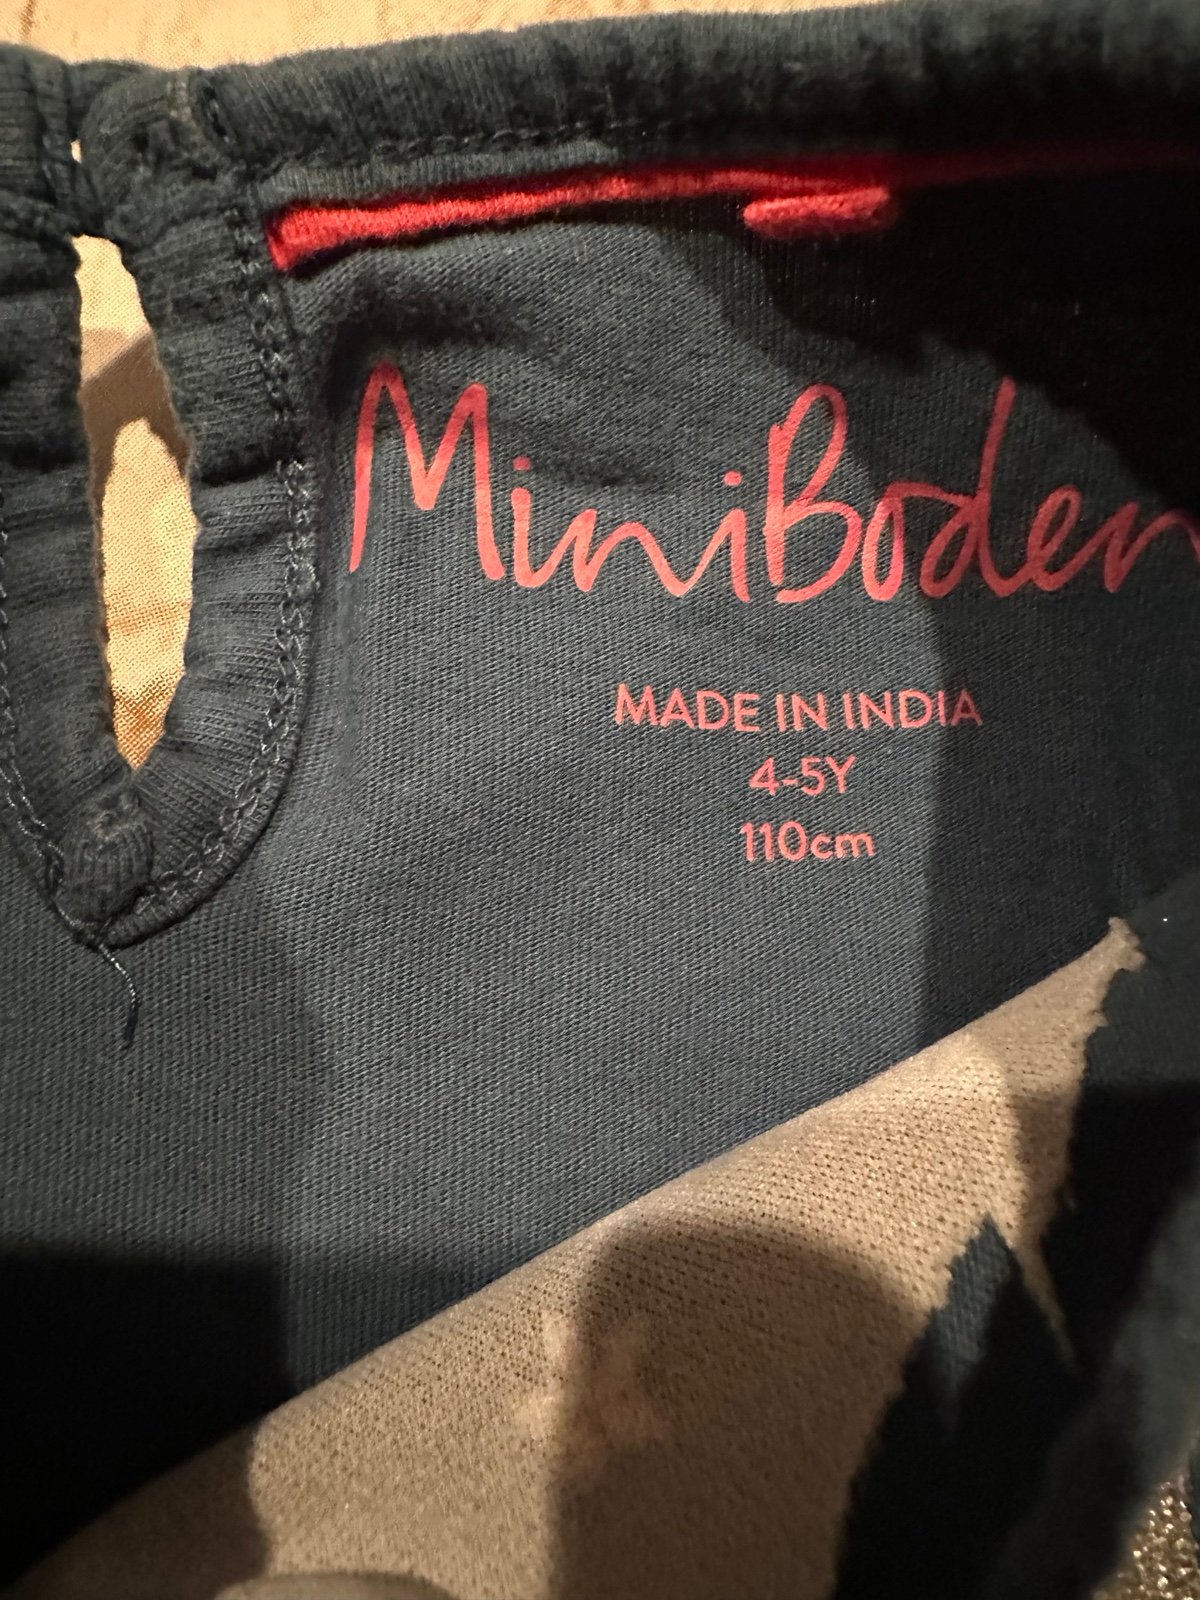 MiniBoden
MADE IN INDIA
4-5Y
110cm